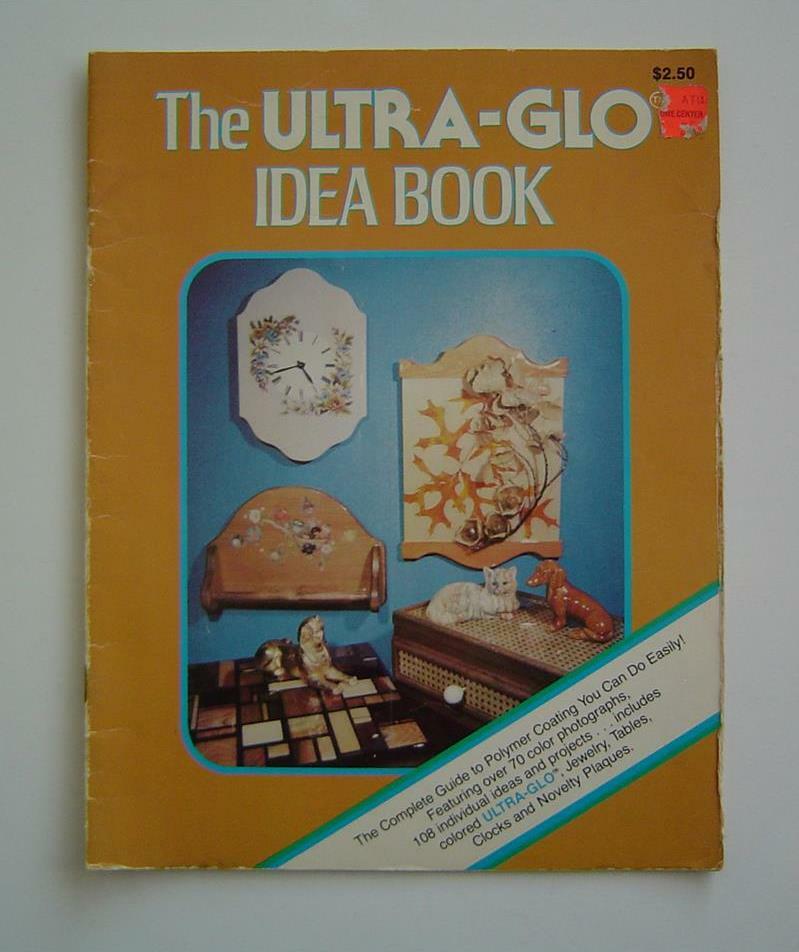 $2.50
The ULTRA-GLO
IDEA BOOK
The Complete Guide to Polymer Coating You Can Do Easily!
Featuring over 70 color photographs,
108 individual ideas and projects . . . includes
colored ULTRA-GLO™, Jewelry, Tables,
Clocks and Novelty Plaques.